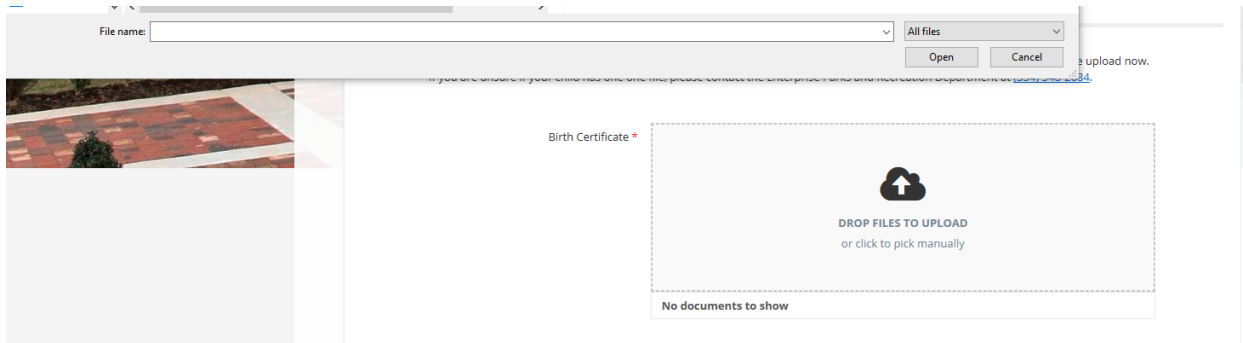 File name:
All files
Open
Cancel
e upload now.
If you are unsure if your child has one one file, please contact the Enterprise Parks and Recreation Department at
Birth Certificate *
DROP FILES TO UPLOAD
or click to pick manually
No documents to show